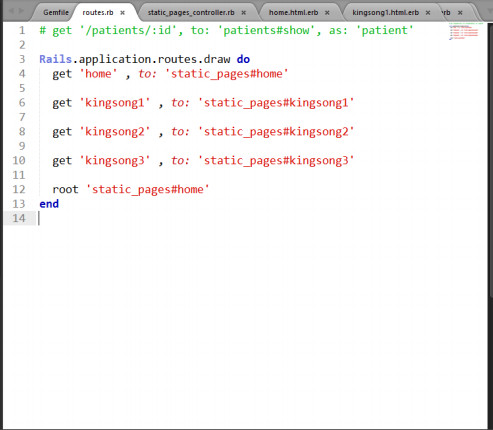 Gemfile routes.rb static_pages_controller.rb home.html.erb kingsong1.html.erb rb
1 # get '/patients/:id', to: 'patients#show', as: 'patient'
2
3 Rails.application.routes.draw do
4 get 'home' , to: 'static_pages#home'
5
6 get 'kingsong1' , to: 'static_pages#kingsong1'
7
8 get 'kingsong2' , to: 'static_pages#kingsong2'
9
10 get 'kingsong3' , to: 'static_pages#kingsong3'
11
12 root 'static_pages#home'
13 end
14